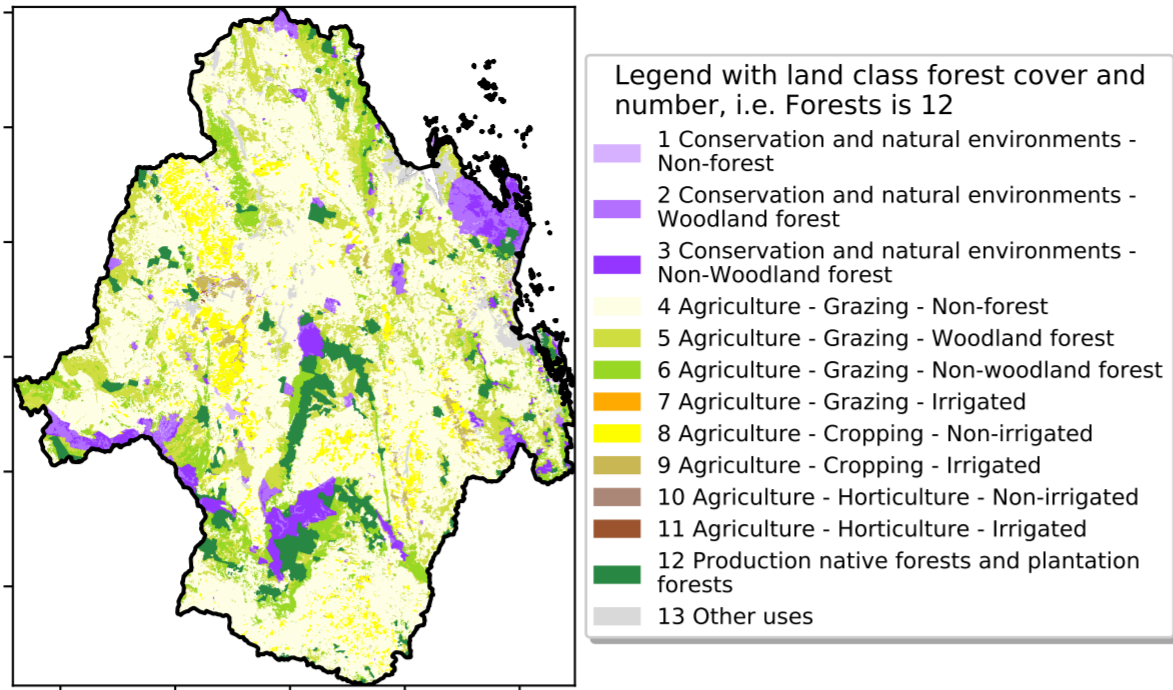 Legend with land class forest cover and
number, i.e. Forests is 12
1 Conservation and natural environments -
Non-forest
2 Conservation and natural environments -
Woodland forest
3 Conservation and natural environments -
Non-Woodland forest
4 Agriculture - Grazing - Non-forest
5 Agriculture - Grazing - Woodland forest
6 Agriculture - Grazing - Non-woodland forest
7 Agriculture - Grazing - Irrigated
8 Agriculture - Cropping - Non-irrigated
9 Agriculture - Cropping - Irrigated
10 Agriculture - Horticulture - Non-irrigated
11 Agriculture - Horticulture - Irrigated
12 Production native forests and plantation
forests
13 Other uses